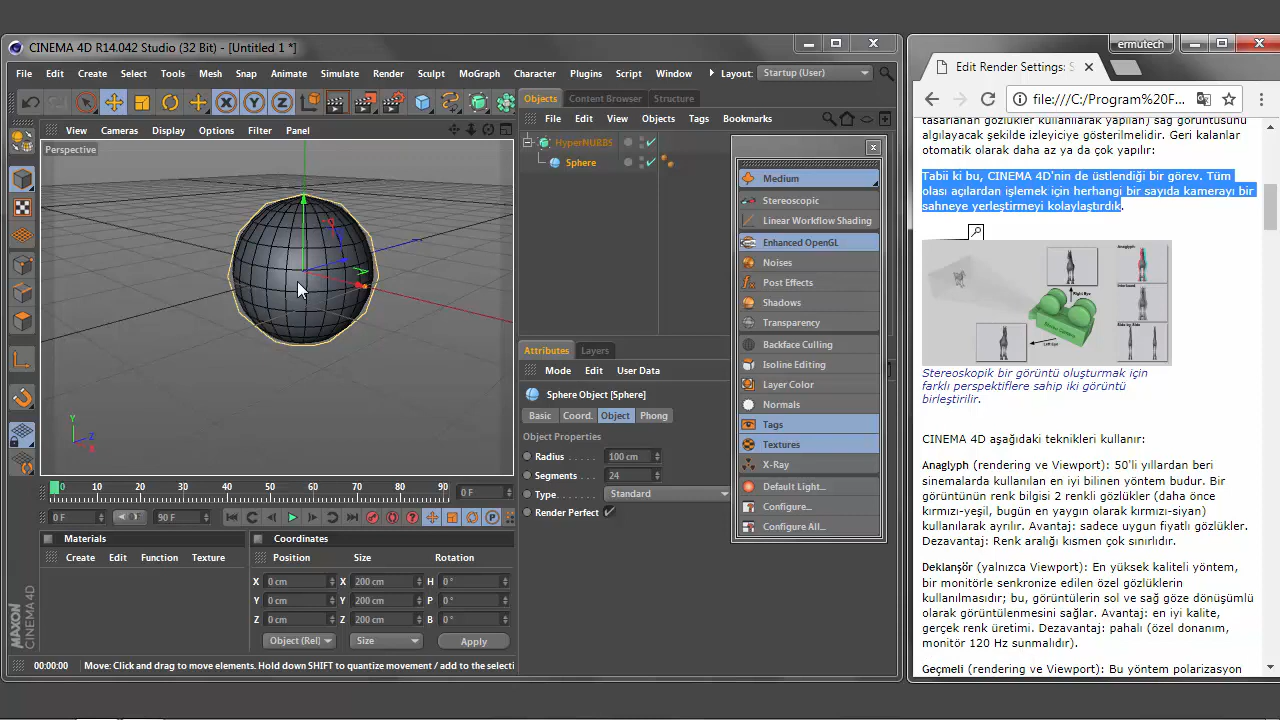 CINEMA 4D R14.042 Studio (32 Bit) - [Untitled 1 *]
File Edit Create Select Tools Mesh Snap Animate Simulate Render Sculpt MoGraph Character Plugins Script Window Layout: Startup (User)
X Y Z
Objects Content Browser Structure
File Edit View Objects Tags Bookmarks
HyperNURBS
Sphere
View Cameras Display Options Filter Panel
Perspective
Y
Z
X
Medium
Stereoscopic
Linear Workflow Shading
Enhanced OpenGL
Noises
Post Effects
Shadows
Transparency
Backface Culling
Isoline Editing
Layer Color
Normals
Tags
Textures
X-Ray
Default Light...
Configure...
Configure All...
Attributes Layers
Mode Edit User Data
Sphere Object [Sphere]
Basic Coord. Object Phong
Object Properties
Radius . . . . . 100 cm
Segments . . . 24
Type . . . . . . Standard
Render Perfect
0 10 20 30 40 50 60 70 80 90 0 F
0 F 90 F
P
Materials
Create Edit Function Texture
Coordinates
Position Size Rotation
X 0 cm X 200 cm H 0 °
Y 0 cm Y 200 cm P 0 °
Z 0 cm Z 200 cm B 0 °
Object (Rel) Size Apply
MAXON
CINEMA 4D
00:00:00 Move: Click and drag to move elements. Hold down SHIFT to quantize movement / add to the selecti
ermutech
Edit Render Settings: S
file:///C:/Program%20F...
tasarlanan gözlükler kullanılarak yapılan) sağ görüntüsünü
algılayacak şekilde izleyiciye gösterilmelidir. Geri kalanlar
otomatik olarak daha az ya da çok yapılır:
Tabii ki bu, CINEMA 4D'nin de üstlendiği bir görev. Tüm
olası açılardan işlemek için herhangi bir sayıda kamerayı bir
sahneye yerleştirmeyi kolaylaştırdık.
Anaglyph
Right Eye
Left Eye
Side by Side
Stereoskopik bir görüntü oluşturmak için
farklı perspektiflere sahip iki görüntü
birleştirilir.
CINEMA 4D aşağıdaki teknikleri kullanır:
Anaglyph (rendering ve Viewport): 50'li yıllardan beri
sinemalarda kullanılan en iyi bilinen yöntem budur. Bir
görüntünün renk bilgisi 2 renkli gözlükler (daha önce
kırmızı-yeşil, bugün en yaygın olarak kırmızı-siyan)
kullanılarak ayrılır. Avantaj: sadece uygun fiyatlı gözlükler.
Dezavantaj: Renk aralığı kısmen çok sınırlıdır.
Deklanşör (yalnızca Viewport): En yüksek kaliteli yöntem,
bir monitörle senkronize edilen özel gözlüklerin
kullanılmasıdır; bu, görüntülerin sol ve sağ göze dönüşümlü
olarak görüntülenmesini sağlar. Avantaj: en iyi kalite,
gerçek renk üretimi. Dezavantaj: pahalı (özel donanım,
monitör 120 Hz sunmalıdır).
Geçmeli (rendering ve Viewport): Bu yöntem polarizasyon